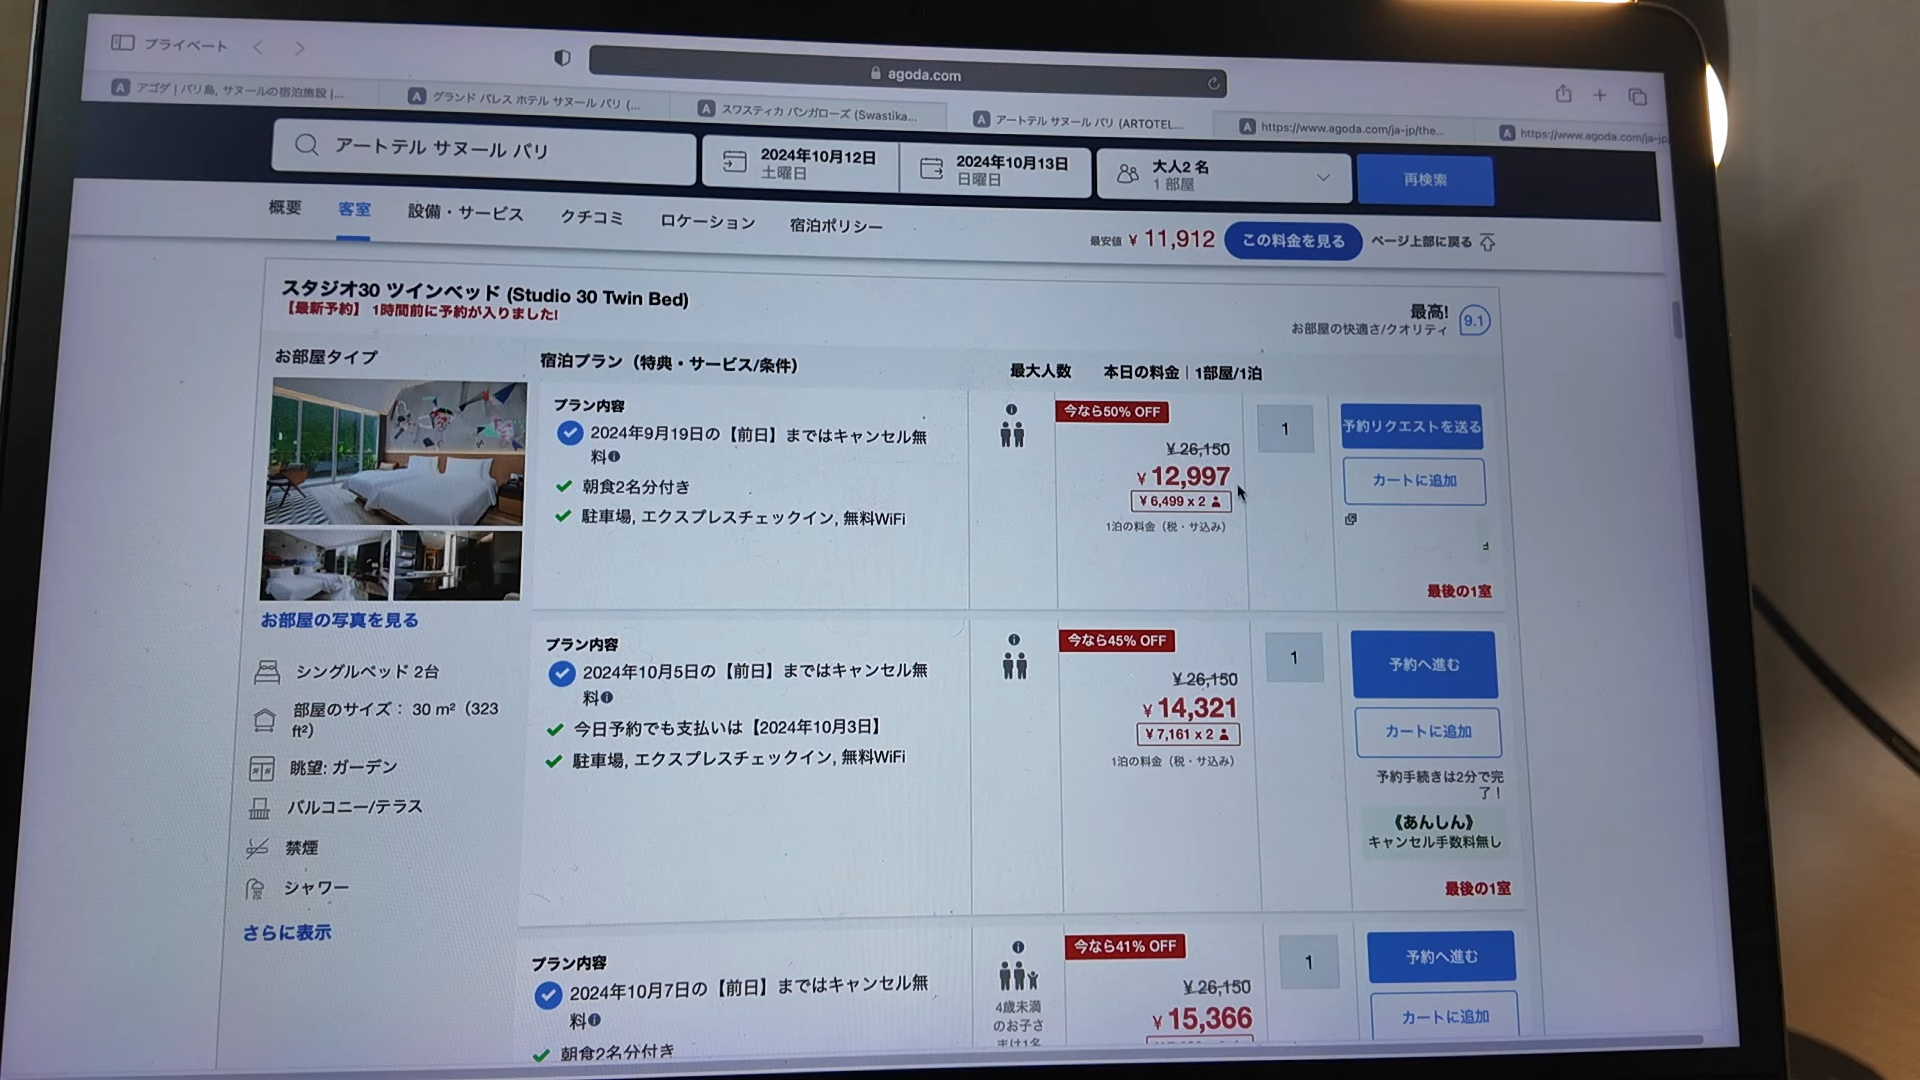 プライベート
agoda.com
アゴダ | バリ島, サヌールの宿泊施設 |...
グランド パレス ホテル サヌール バリ (...
スワスティカ バンガローズ (Swastika...
アートテル サヌール バリ (ARTOTEL...
https://www.agoda.com/ja-jp/the...
https://www.agoda.com/ja-jp
アートテル サヌール バリ
2024年10月12日
土曜日
2024年10月13日
日曜日
大人2 名
1 部屋
再検索
概要
客室
設備・サービス
クチコミ
ロケーション
宿泊ポリシー
最安値 ¥ 11,912
この料金を見る
ページ上部に戻る
スタジオ30 ツインベッド (Studio 30 Twin Bed)
【最新予約】 1時間前に予約が入りました!
最高!
お部屋の快適さ/クオリティ
9.1
お部屋タイプ
宿泊プラン（特典・サービス/条件）
最大人数
本日の料金 | 1部屋/1泊
プラン内容
2024年9月19日の【前日】まではキャンセル無
料
朝食2名分付き
駐車場, エクスプレスチェックイン, 無料WiFi
今なら50% OFF
¥ 26,150
¥ 12,997
¥ 6,499 x 2
1泊の料金（税・サ込み）
1
予約リクエストを送る
カートに追加
最後の1室
お部屋の写真を見る
シングルベッド 2台
部屋のサイズ： 30 m²（323
ft²）
眺望: ガーデン
バルコニー/テラス
禁煙
シャワー
さらに表示
プラン内容
2024年10月5日の【前日】まではキャンセル無
料
今日予約でも支払いは【2024年10月3日】
駐車場, エクスプレスチェックイン, 無料WiFi
今なら45% OFF
¥ 26,150
¥ 14,321
¥ 7,161 x 2
1泊の料金（税・サ込み）
1
予約へ進む
カートに追加
予約手続きは2分で完
了！
《あんしん》
キャンセル手数料無し
最後の1室
プラン内容
2024年10月7日の【前日】まではキャンセル無
料
朝食2名分付き
4歳未満
のお子さ
まは1名
今なら41% OFF
¥ 26,150
¥ 15,366
1
予約へ進む
カートに追加